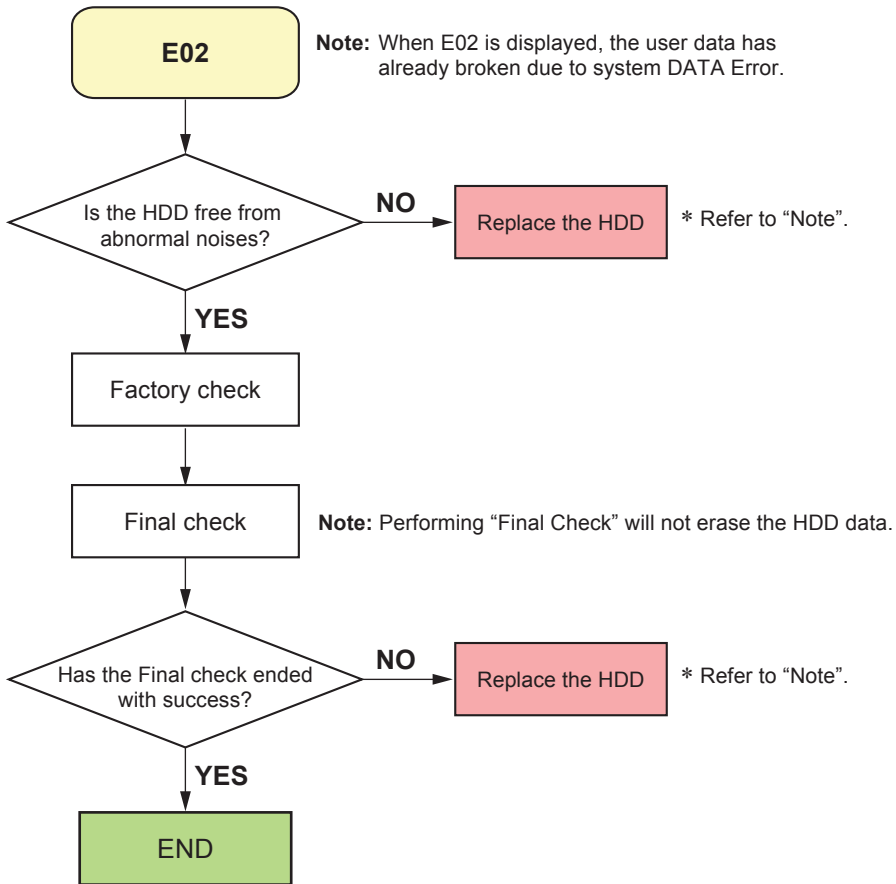 E02
Note: When E02 is displayed, the user data has
already broken due to system DATA Error.
Is the HDD free from
abnormal noises?
NO
Replace the HDD
* Refer to “Note”.
YES
Factory check
Final check
Note: Performing “Final Check” will not erase the HDD data.
Has the Final check ended
with success?
NO
Replace the HDD
* Refer to “Note”.
YES
END